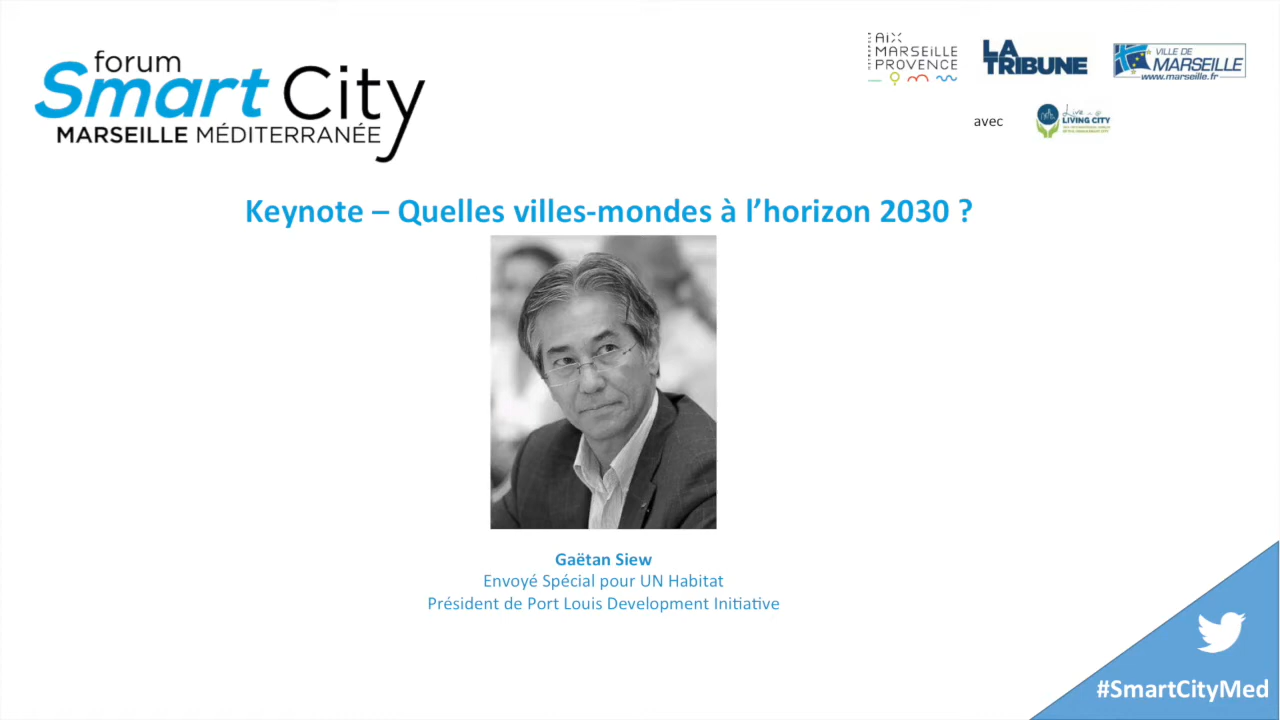 forum
Smart City
MARSEILLE MÉDITERRANÉE
AIX
MARSEILLE
PROVENCE
LA
TRIBUNE
VILLE DE
MARSEILLE
www.marseille.fr
avec
Live in a
LIVING CITY
Keynote – Quelles villes-mondes à l’horizon 2030 ?
Gaëtan Siew
Envoyé Spécial pour UN Habitat
Président de Port Louis Development Initiative
#SmartCityMed